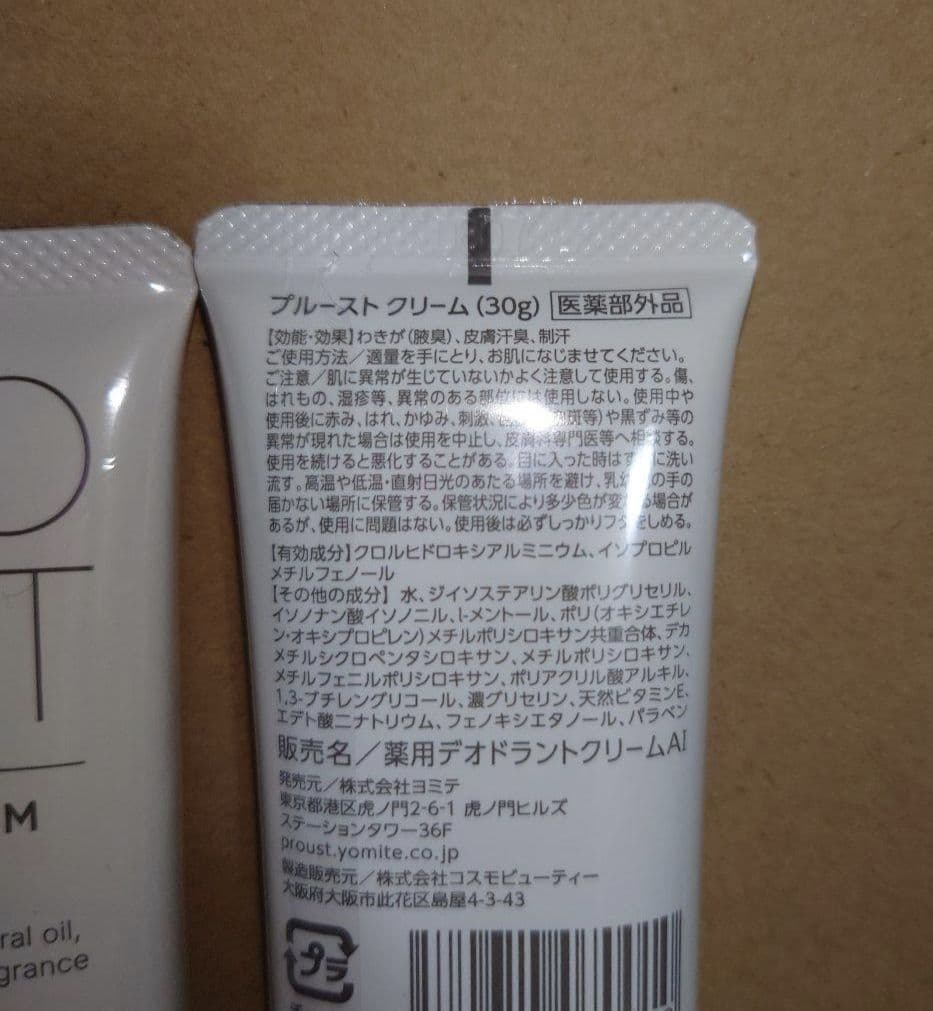 プルースト クリーム (30g) 医薬部外品
【効能・効果】わきが(腋臭)、皮膚汗臭、制汗
ご使用方法／適量を手にとり、お肌になじませてください。
ご注意／肌に異常が生じていないかよく注意して使用する。傷、
はれもの、湿疹等、異常のある部位には使用しない。使用中や
使用後に赤み、はれ、かゆみ、刺激、斑等)や黒ずみ等の
異常が現れた場合は使用を中止し、皮膚科専門医等へ相談する。
使用を続けると悪化することがある。目に入った時はすぐに洗い
流す。高温や低温・直射日光のあたる場所を避け、乳幼児の手の
届かない場所に保管する。保管状況により多少色が変わる場合が
あるが、使用に問題はない。使用後は必ずしっかりフタをしめる。
【有効成分】クロルヒドロキシアルミニウム、イソプロピル
メチルフェノール
【その他の成分】水、ジイソステアリン酸ポリグリセリル、
イソノナン酸イソノニル、l-メントール、ポリ(オキシエチレ
ン・オキシプロピレン)メチルポリシロキサン共重合体、デカ
メチルシクロペンタシロキサン、メチルポリシロキサン、
メチルフェニルポリシロキサン、ポリアクリル酸アルキル、
1,3-ブチレングリコール、濃グリセリン、天然ビタミンE、
エデト酸二ナトリウム、フェノキシエタノール、パラベン
販売名／薬用デオドラントクリームAI
発売元／株式会社ヨミテ
東京都港区虎ノ門2-6-1 虎ノ門ヒルズ
ステーションタワー36F
proust.yomite.co.jp
製造販売元／株式会社コスモビューティー
大阪府大阪市此花区島屋4-3-43
プラ
O
T
M
ral oil,
grance